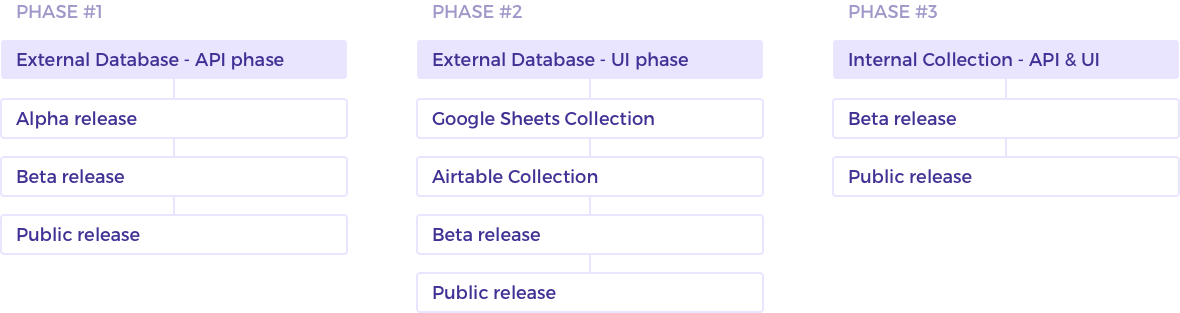 PHASE #1
External Database - API phase
Alpha release
Beta release
Public release
PHASE #2
External Database - UI phase
Google Sheets Collection
Airtable Collection
Beta release
Public release
PHASE #3
Internal Collection - API & UI
Beta release
Public release